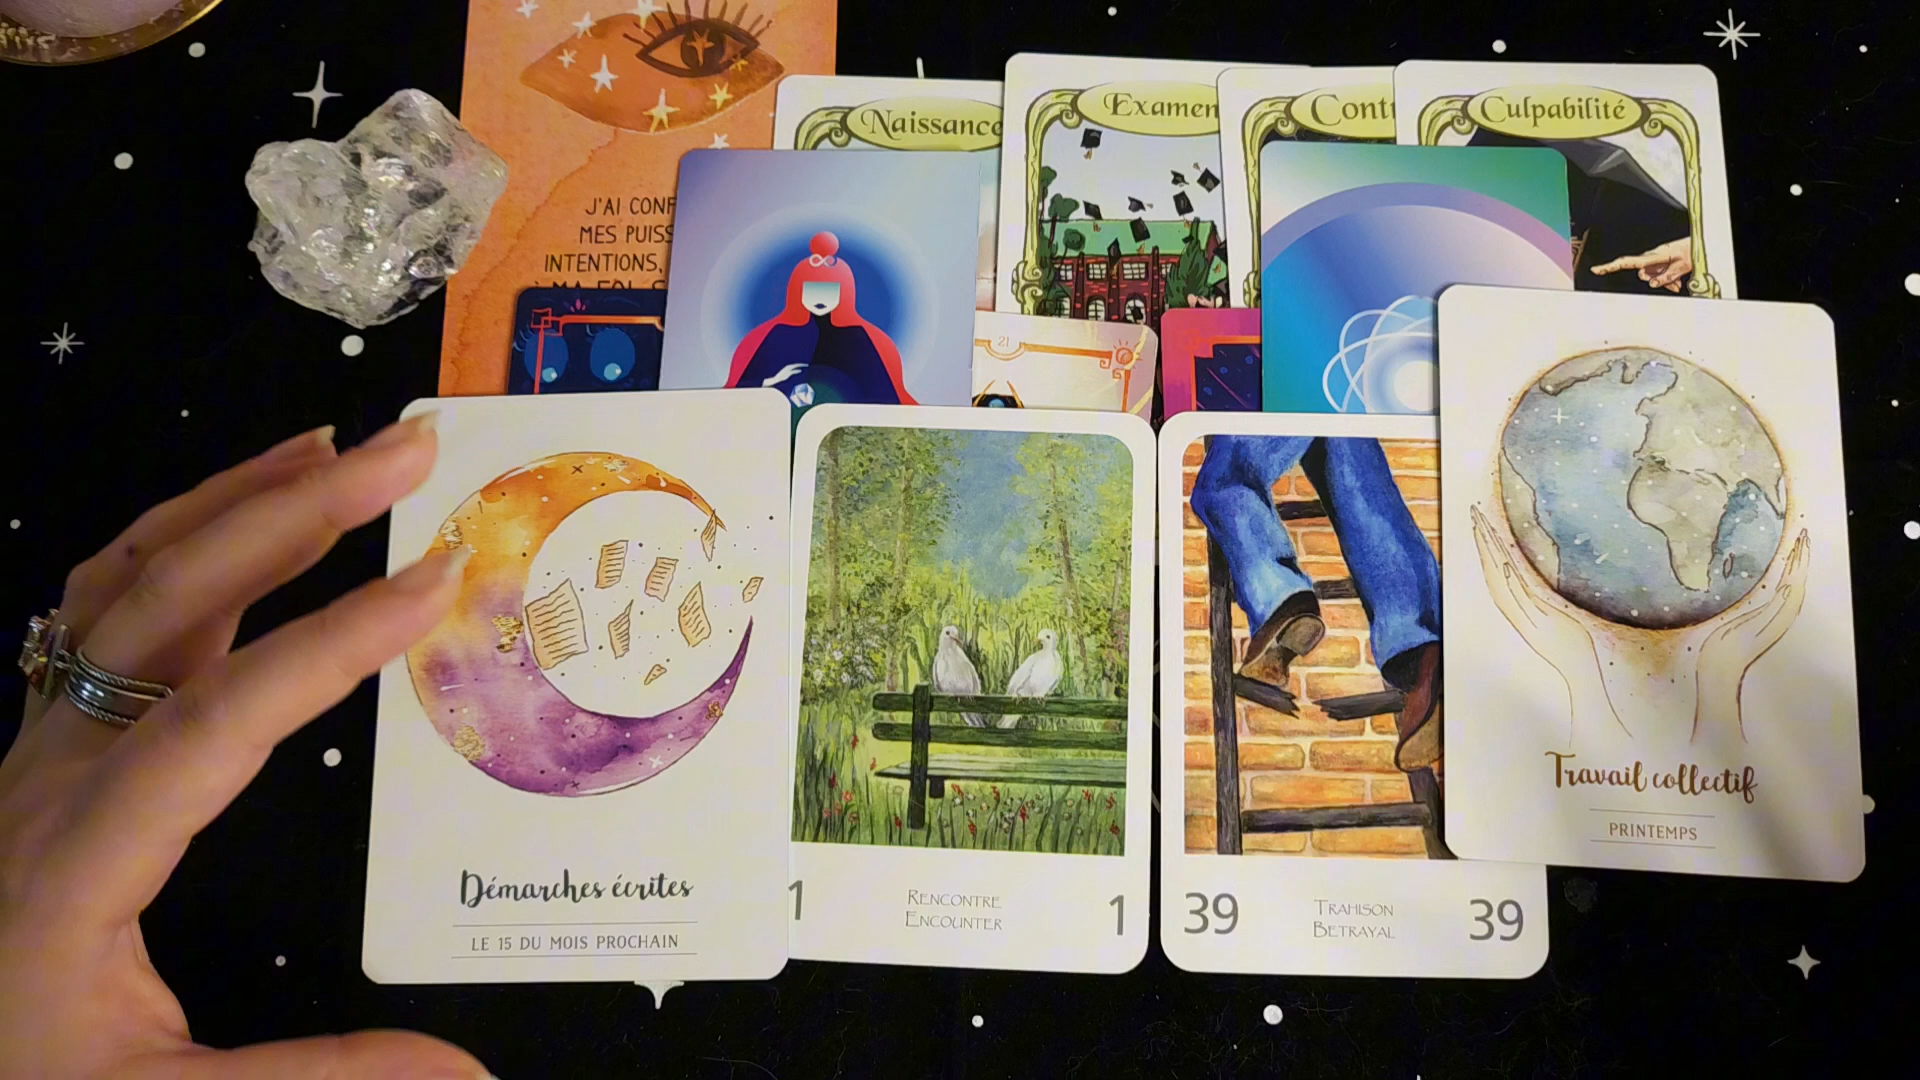 Naissance
Examen
Cont
Culpabilité
J'AI CONF
MES PUISS
INTENTIONS,
21
Démarches écrites
LE 15 DU MOIS PROCHAIN
1
RENCONTRE
ENCOUNTER
1
39
TRAHISON
BETRAYAL
39
Travail collectif
PRINTEMPS